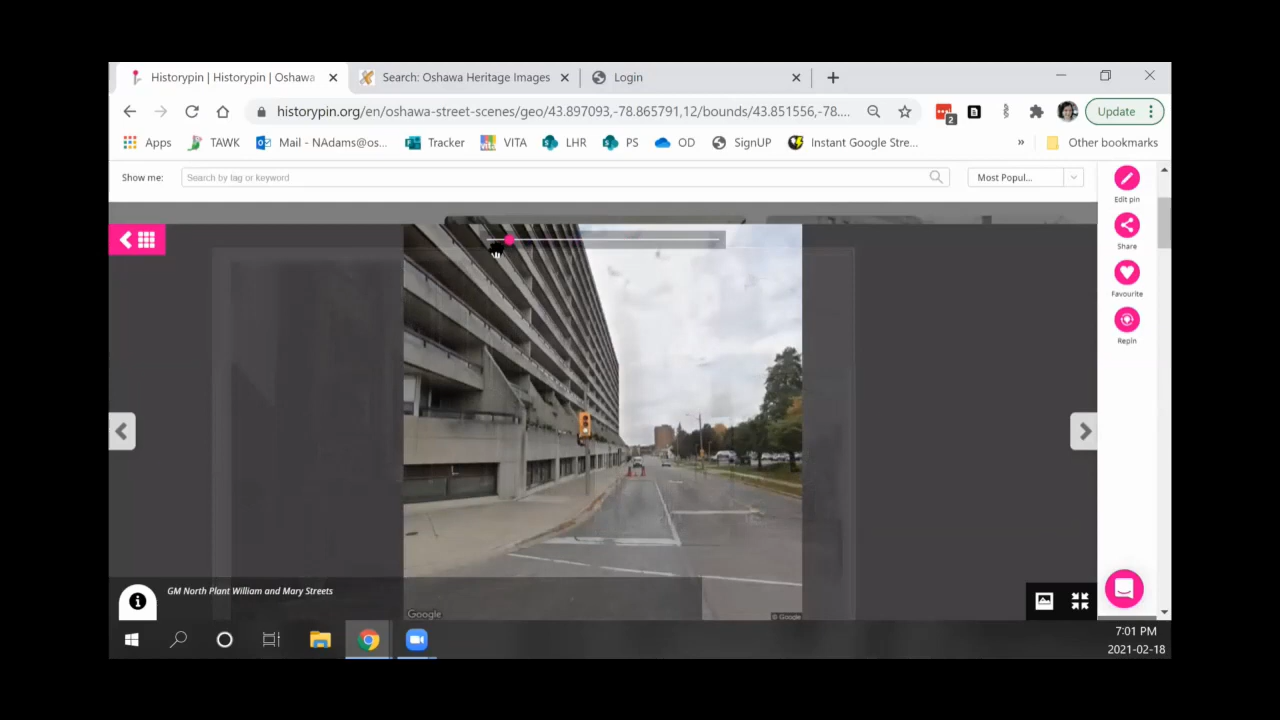 Historypin | Historypin | Oshawa
Search: Oshawa Heritage Images
Login
historypin.org/en/oshawa-street-scenes/geo/43.897093,-78.865791,12/bounds/43.851556,-78....
2
Update
Apps
TAWK
Mail - NAdams@os...
Tracker
VITA
LHR
PS
OD
SignUP
Instant Google Stre...
»
Other bookmarks
Show me:
Search by tag or keyword
Most Popul...
Edit pin
Share
Favourite
Repin
GM North Plant William and Mary Streets
Google
© Google
7:01 PM
2021-02-18